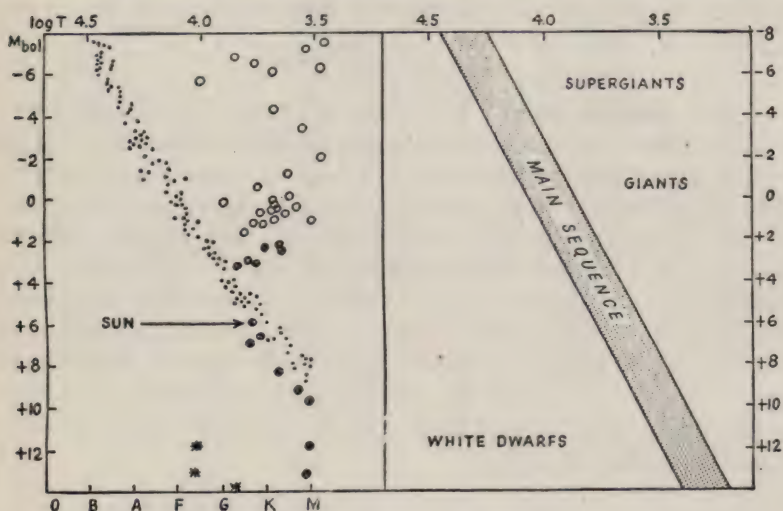 log T 4.5 4.0 3.5 4.5 4.0 3.5
Mbol
-8
-6 -6
-4 -4
-2 -2
0 0
+2 +2
+4 +4
+6 +6
+8 +8
+10 +10
+12 +12
SUPERGIANTS
GIANTS
MAIN SEQUENCE
SUN
WHITE DWARFS
O B A F G K M